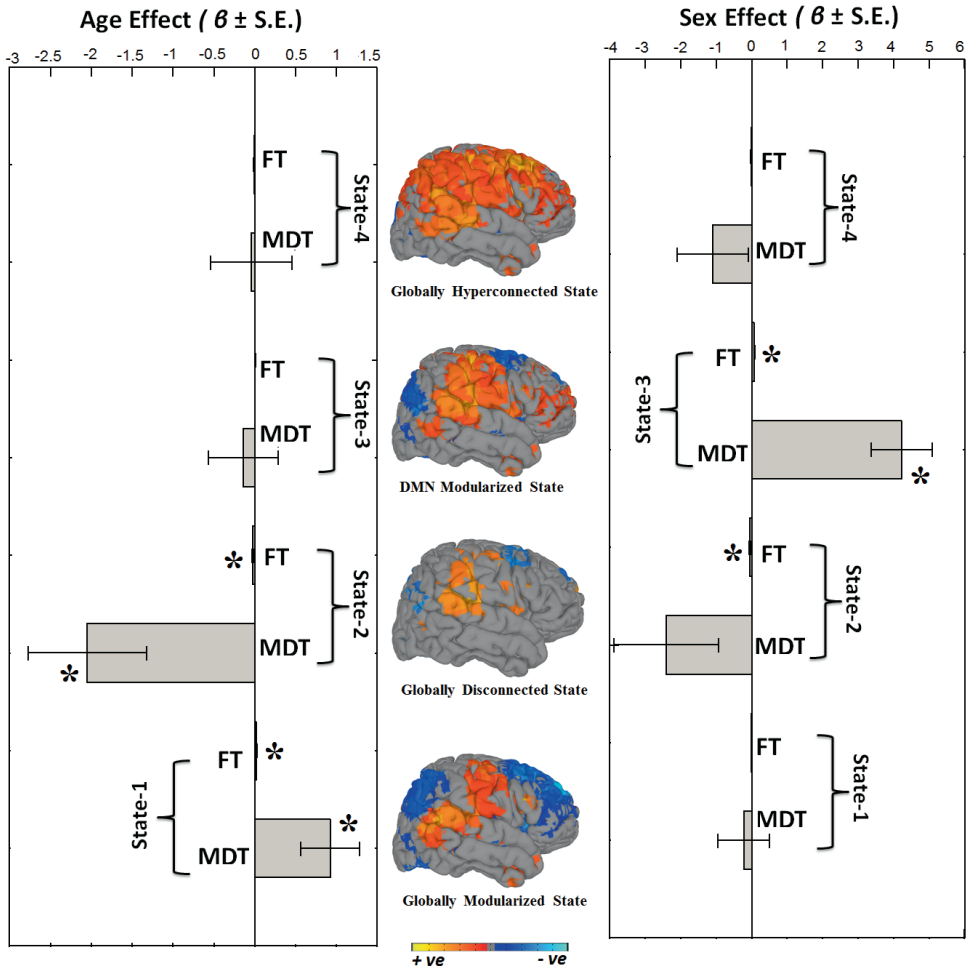 Age Effect ( β ± S.E.)
-3 -2.5 -2 -1.5 -1 -0.5 0 0.5 1 1.5
FT
MDT
State-4
FT
MDT
State-3
FT
*
MDT
*
State-2
FT
*
MDT
*
State-1
Globally Hyperconnected State
DMN Modularized State
Globally Disconnected State
Globally Modularized State
+ ve - ve
Sex Effect ( β ± S.E.)
-4 -3 -2 -1 0 1 2 3 4 5 6
FT
MDT
State-4
FT
*
MDT
*
State-3
FT
*
MDT
State-2
FT
MDT
State-1